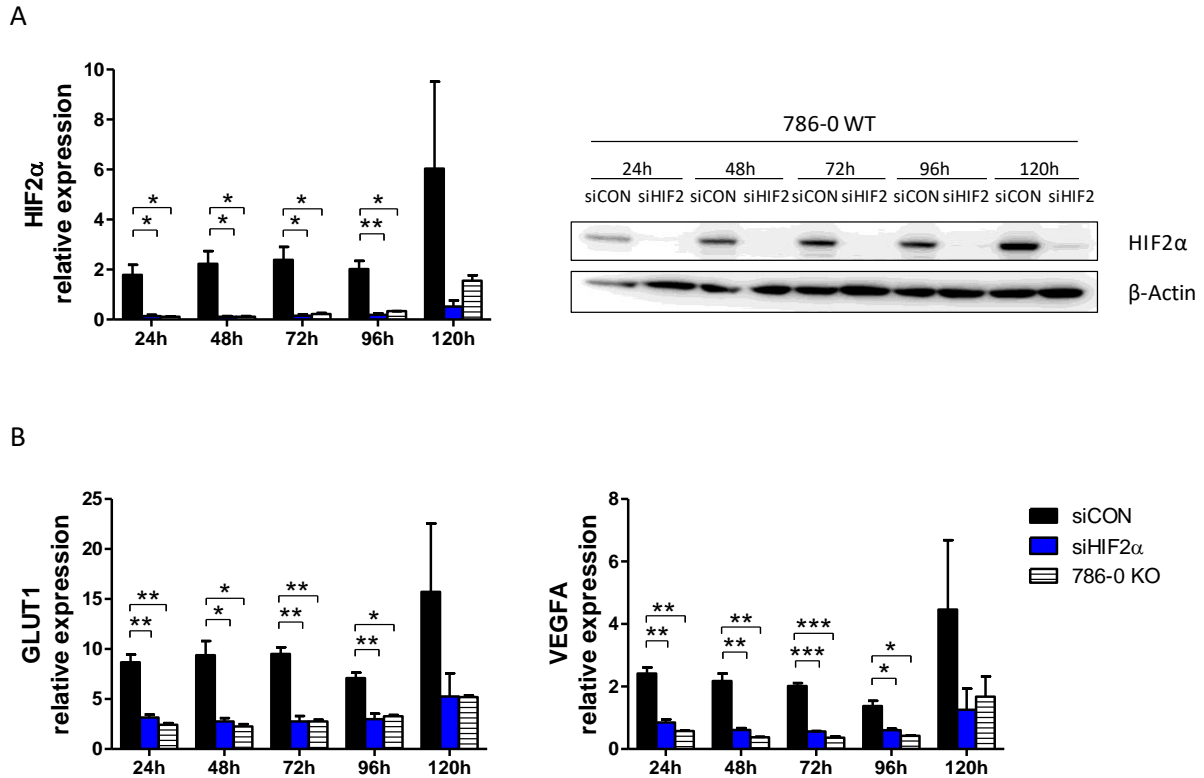 A
HIF2α
relative expression
10
8
6
4
2
0
* * * *
* * * **
24h 48h 72h 96h 120h
786-0 WT
24h 48h 72h 96h 120h
siCON siHIF2 siCON siHIF2 siCON siHIF2 siCON siHIF2 siCON siHIF2
HIF2α
β-Actin
B
GLUT1
relative expression
25
20
15
10
5
0
** * ** *
** * ** **
24h 48h 72h 96h 120h
VEGFA
relative expression
8
6
4
2
0
** ** *** *
** ** *** *
24h 48h 72h 96h 120h
siCON
siHIF2α
786-0 KO